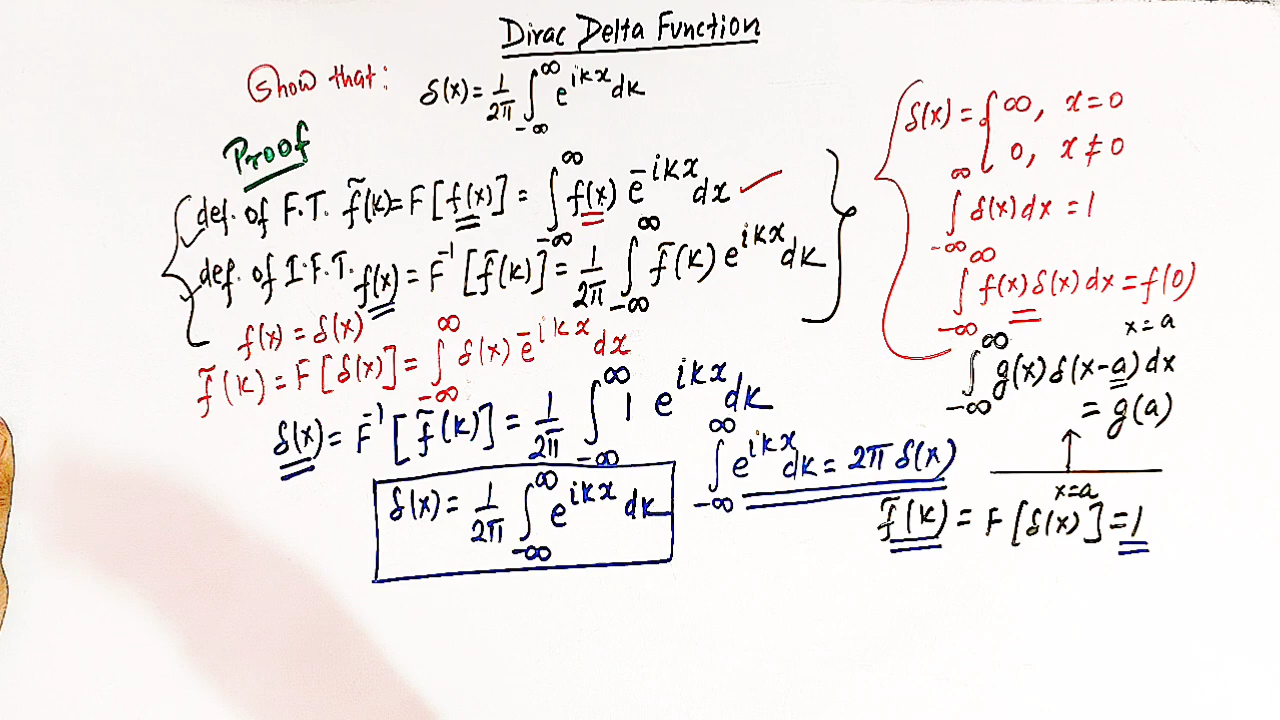 Dirac Delta Function
Show that: δ(x) = 1/2π ∫_{-∞}^{∞} e^{ikx} dk
Proof
def. of F.T. f̃(k) = F[f(x)] = ∫_{-∞}^{∞} f(x) e^{-ikx} dx ✓
def. of I.F.T. f(x) = F^{-1}[f̃(k)] = 1/2π ∫_{-∞}^{∞} f̃(k) e^{ikx} dk
f(x) = δ(x)
f̃(k) = F[δ(x)] = ∫_{-∞}^{∞} δ(x) e^{-ikx} dx
δ(x) = F^{-1}[f̃(k)] = 1/2π ∫_{-∞}^{∞} 1 e^{ikx} dk
δ(x) = 1/2π ∫_{-∞}^{∞} e^{ikx} dk
∫_{-∞}^{∞} e^{ikx} dk = 2π δ(x)
δ(x) = { ∞, x = 0
0, x ≠ 0
∫_{-∞}^{∞} δ(x) dx = 1
∫_{-∞}^{∞} f(x) δ(x) dx = f(0)
x = a
∫_{-∞}^{∞} g(x) δ(x-a) dx
= g(a)
x=a
f̃(k) = F[δ(x)] = 1